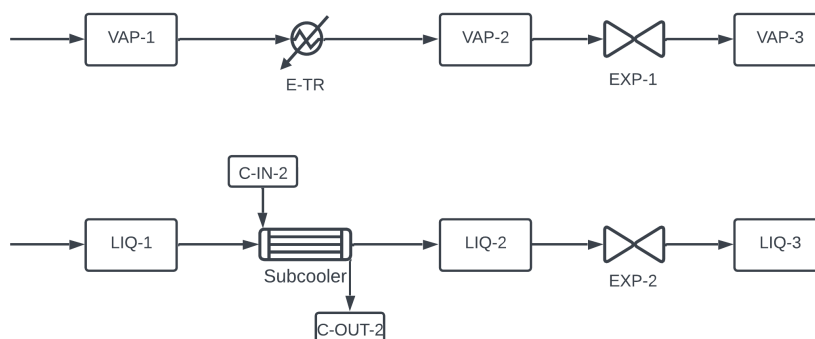 VAP-1
VAP-2
VAP-3
E-TR
EXP-1
C-IN-2
LIQ-1
LIQ-2
LIQ-3
Subcooler
EXP-2
C-OUT-2